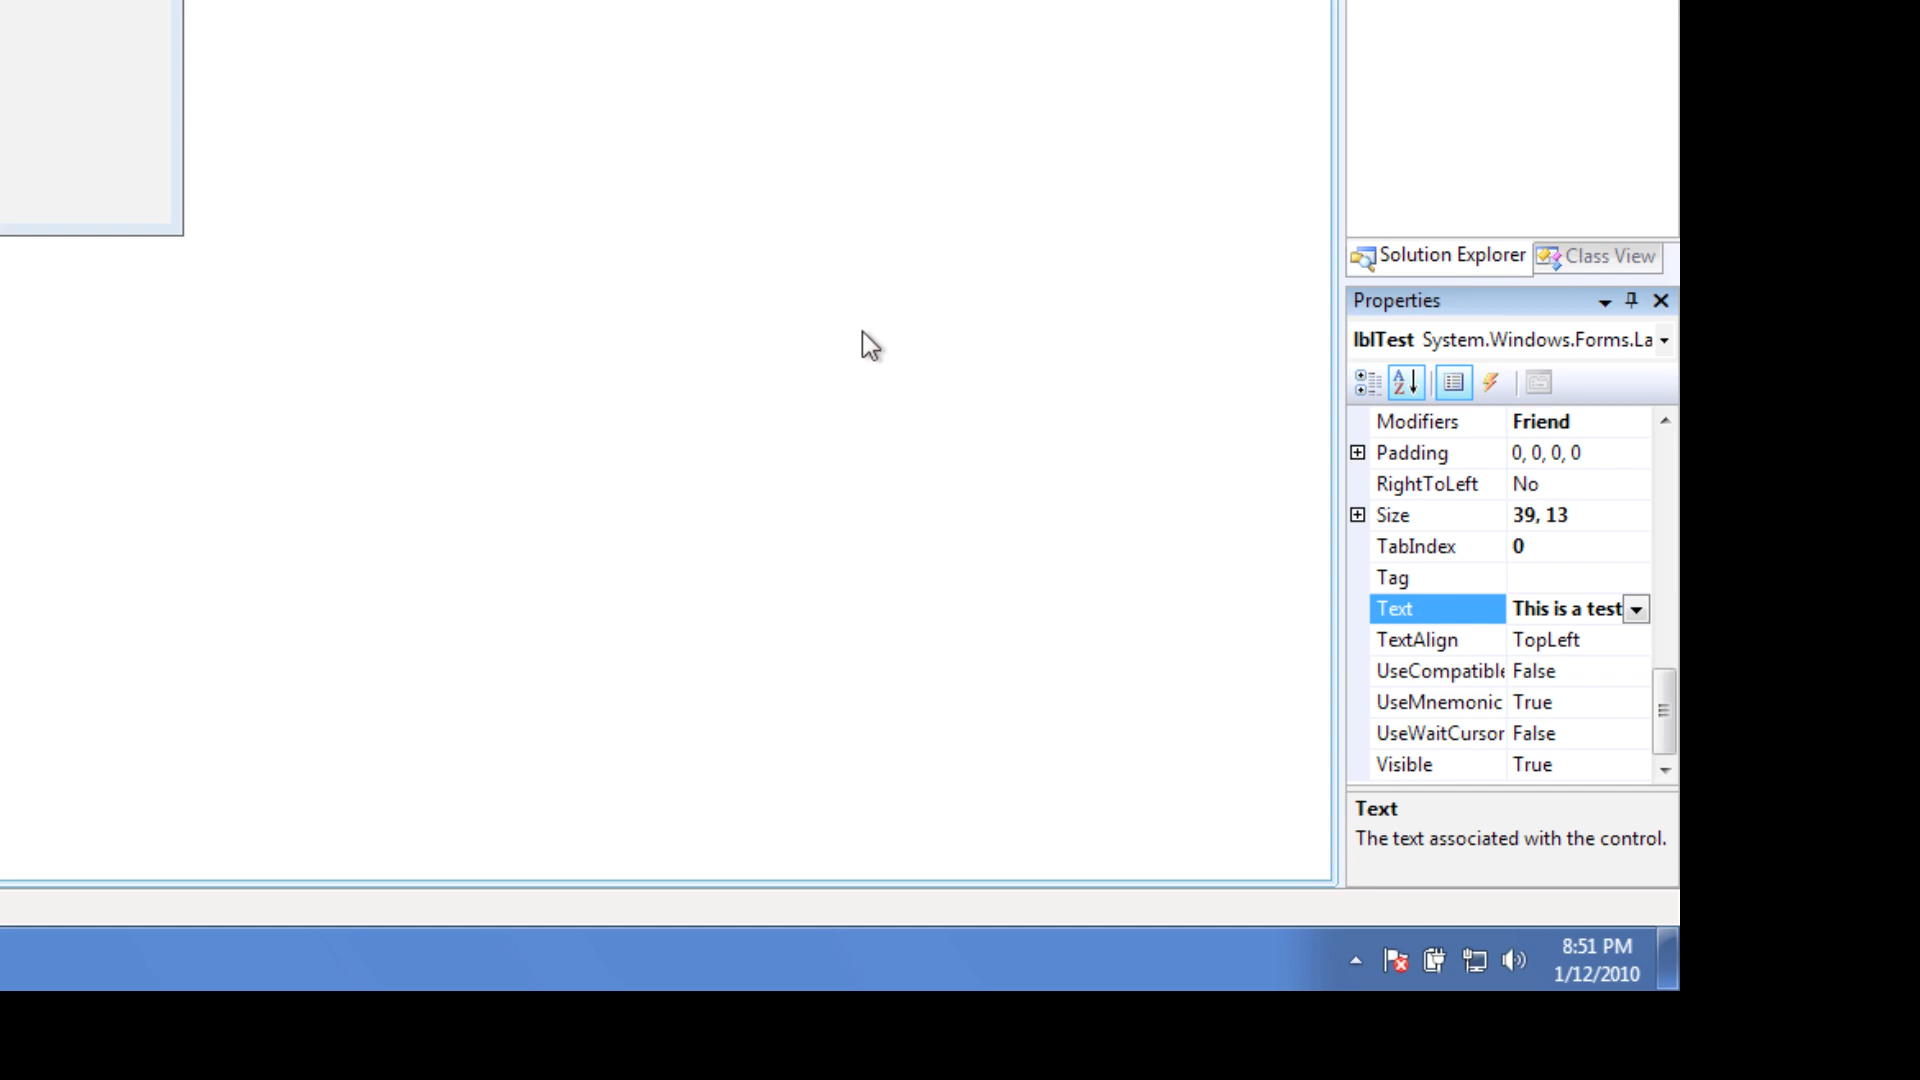 Solution Explorer Class View
Properties
lblTest System.Windows.Forms.La
Modifiers Friend
Padding 0, 0, 0, 0
RightToLeft No
Size 39, 13
TabIndex 0
Tag
Text This is a test
TextAlign TopLeft
UseCompatible False
UseMnemonic True
UseWaitCursor False
Visible True
Text
The text associated with the control.
8:51 PM
1/12/2010